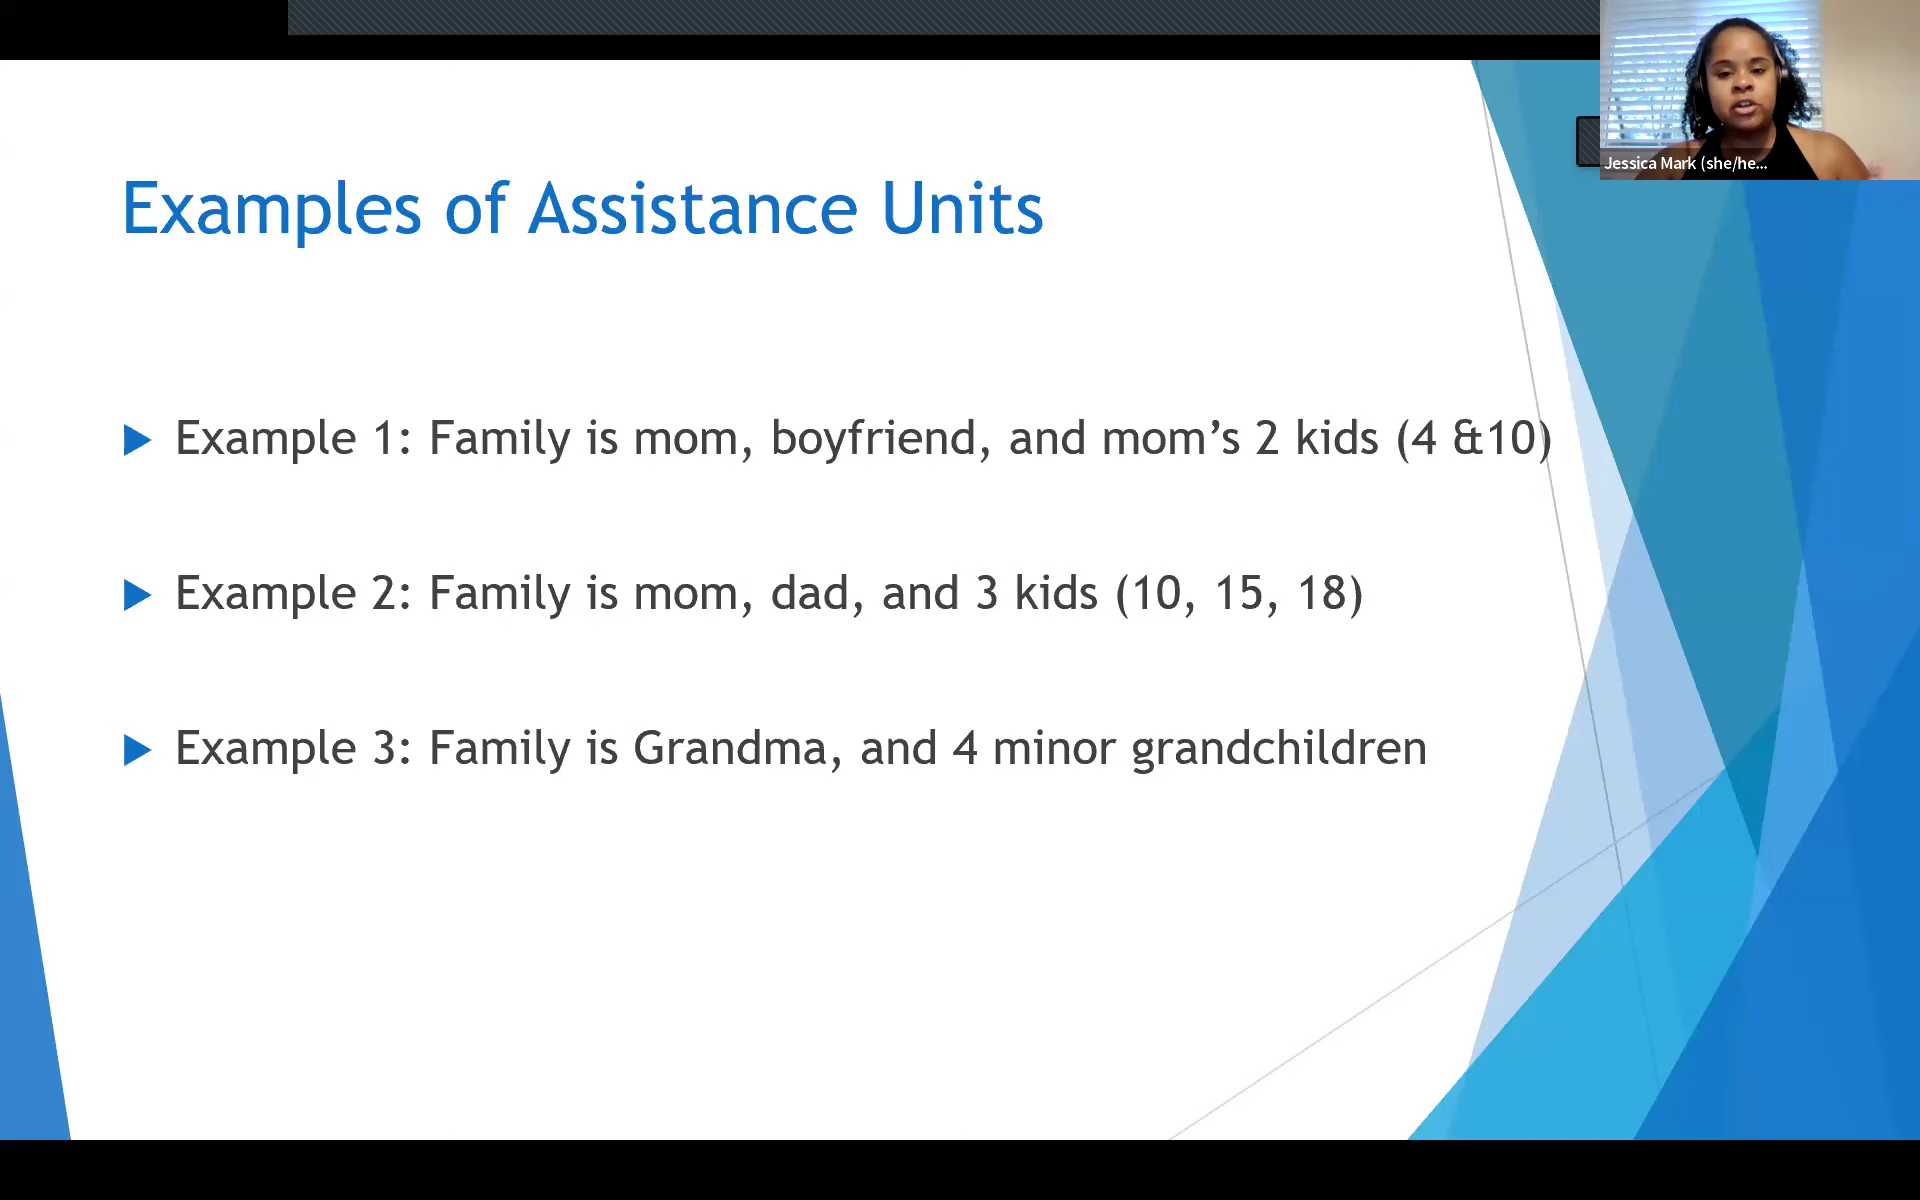 Jessica Mark (she/he...
Examples of Assistance Units
Example 1: Family is mom, boyfriend, and mom’s 2 kids (4 &10)
Example 2: Family is mom, dad, and 3 kids (10, 15, 18)
Example 3: Family is Grandma, and 4 minor grandchildren